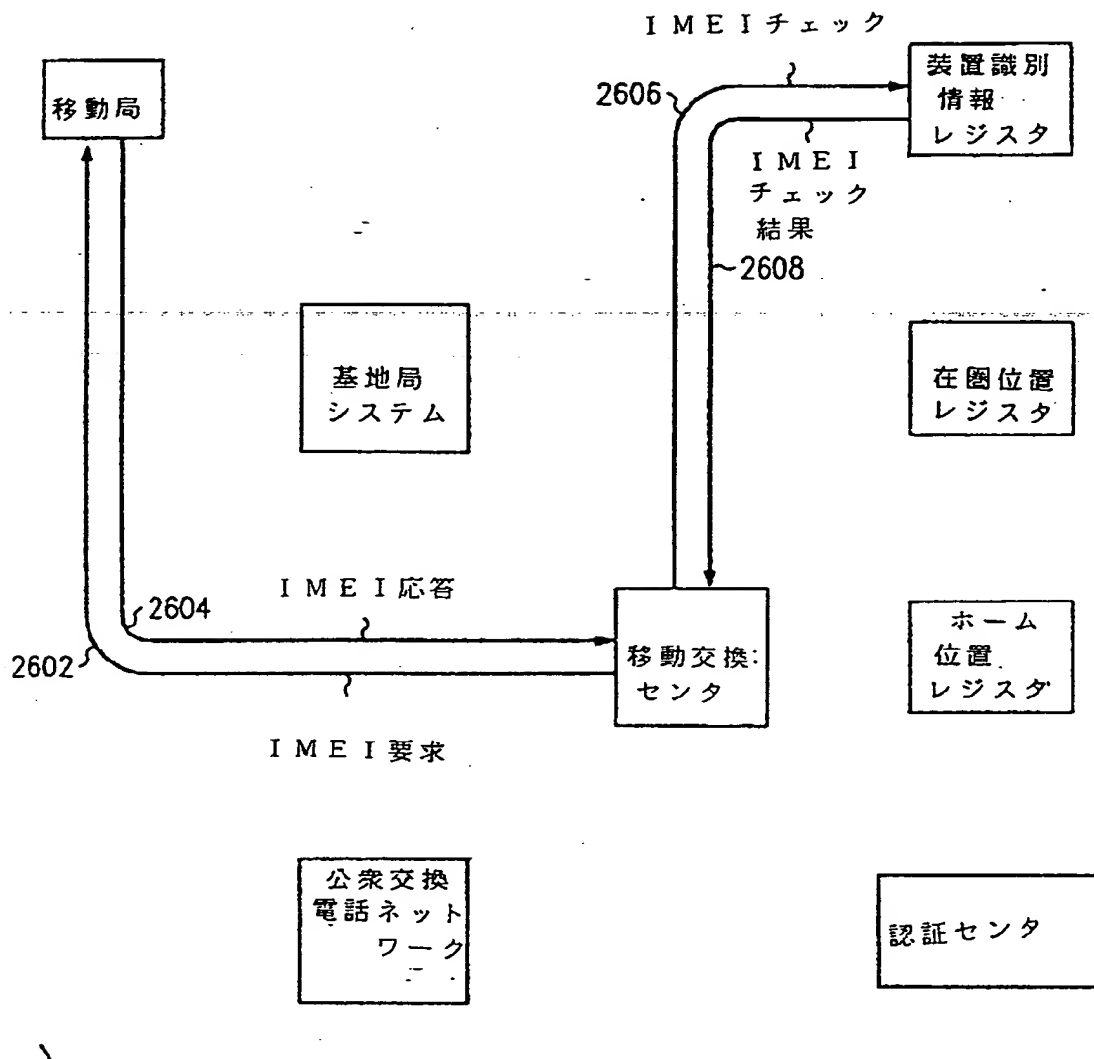 ＩＭＥＩチェック
移動局
2606
装置識別
情報
レジスタ
ＩＭＥＩ
チェック
結果
2608
基地局
システム
在圏位置
レジスタ
ＩＭＥＩ応答
2604
2602
移動交換
センタ
ホーム
位置
レジスタ
ＩＭＥＩ要求
公衆交換
電話ネット
ワーク
認証センタ